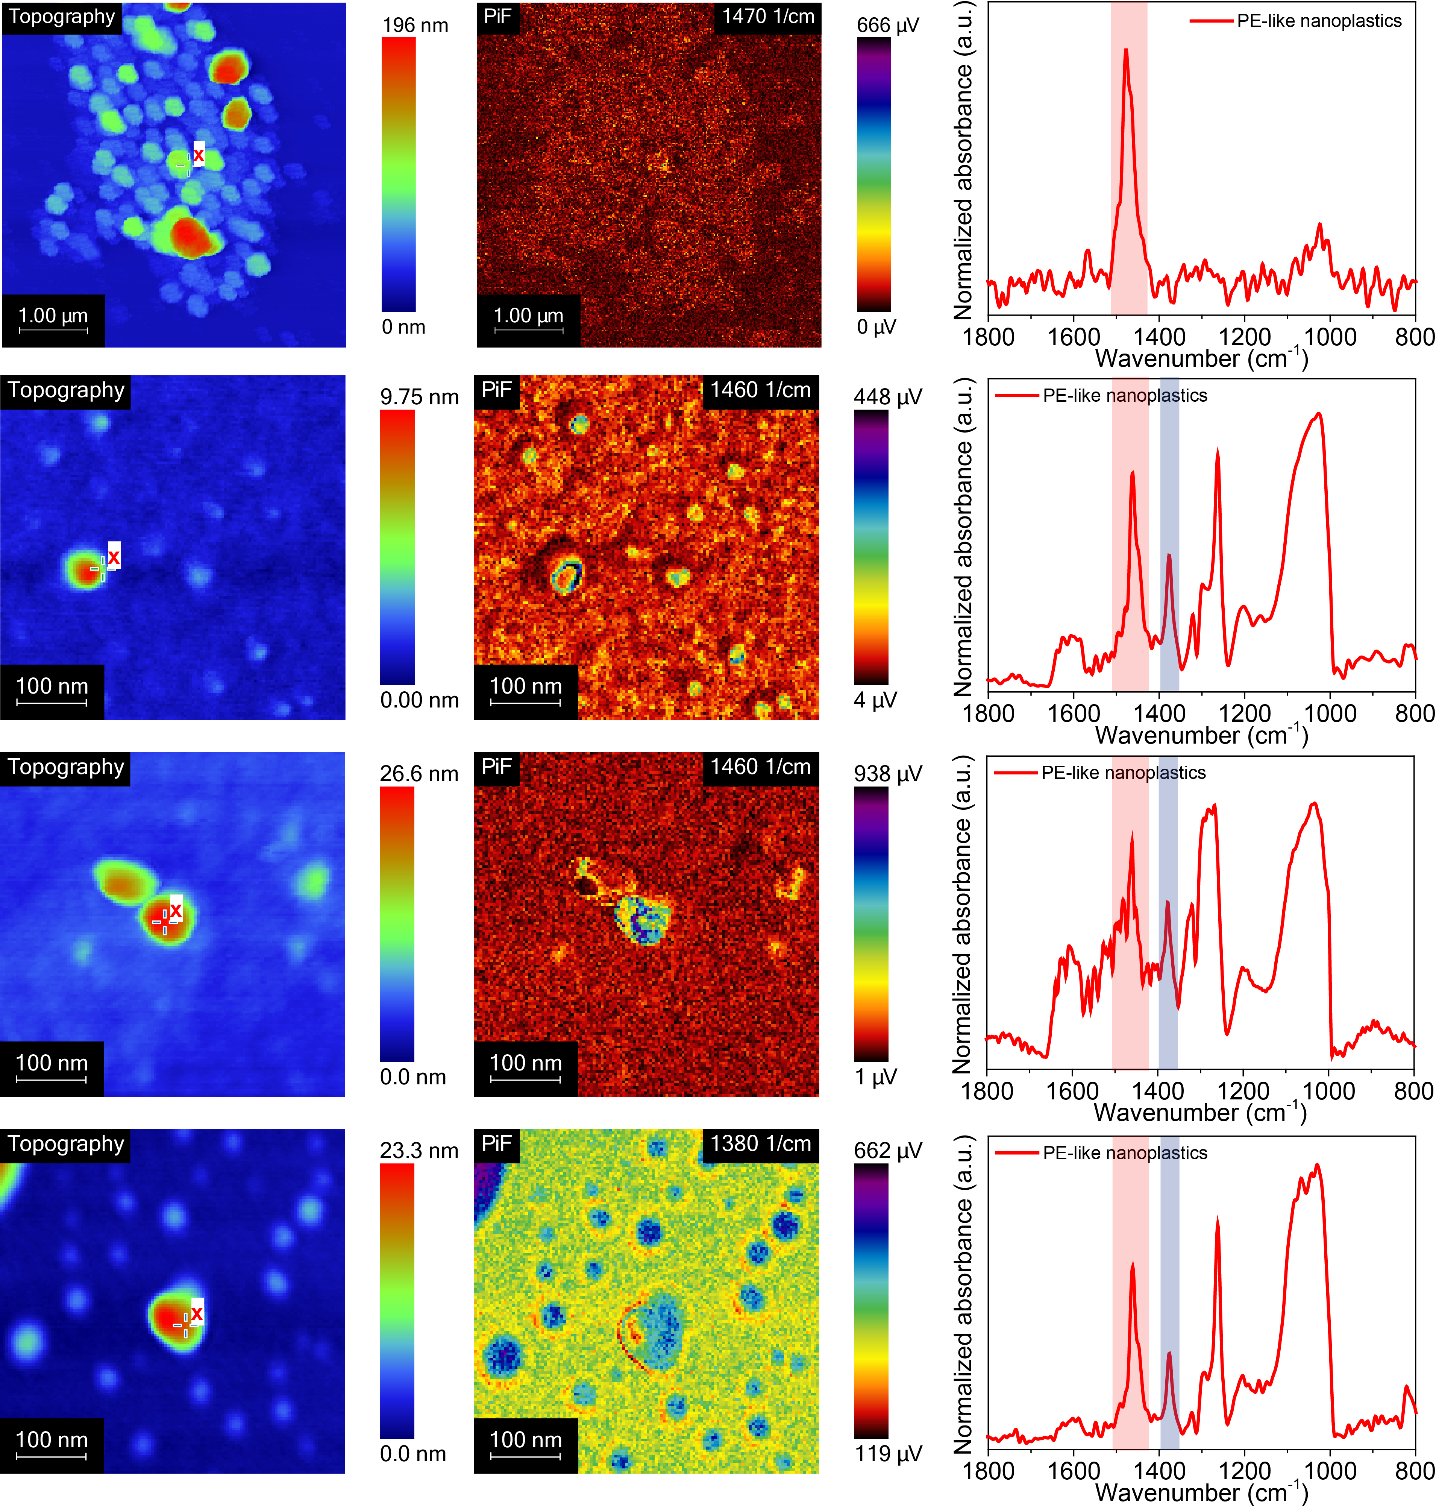 Topography
196 nm
0 nm
1.00 µm
x
PiF
1470 1/cm
666 µV
0 µV
1.00 µm
PE-like nanoplastics
Normalized absorbance (a.u.)
1800 1600 1400 1200 1000 800
Wavenumber (cm-1)
Topography
9.75 nm
0.00 nm
100 nm
x
PiF
1460 1/cm
448 µV
4 µV
100 nm
PE-like nanoplastics
Normalized absorbance (a.u.)
1800 1600 1400 1200 1000 800
Wavenumber (cm-1)
Topography
26.6 nm
0.0 nm
100 nm
x
PiF
1460 1/cm
938 µV
1 µV
100 nm
PE-like nanoplastics
Normalized absorbance (a.u.)
1800 1600 1400 1200 1000 800
Wavenumber (cm-1)
Topography
23.3 nm
0.0 nm
100 nm
x
PiF
1380 1/cm
662 µV
119 µV
100 nm
PE-like nanoplastics
Normalized absorbance (a.u.)
1800 1600 1400 1200 1000 800
Wavenumber (cm-1)